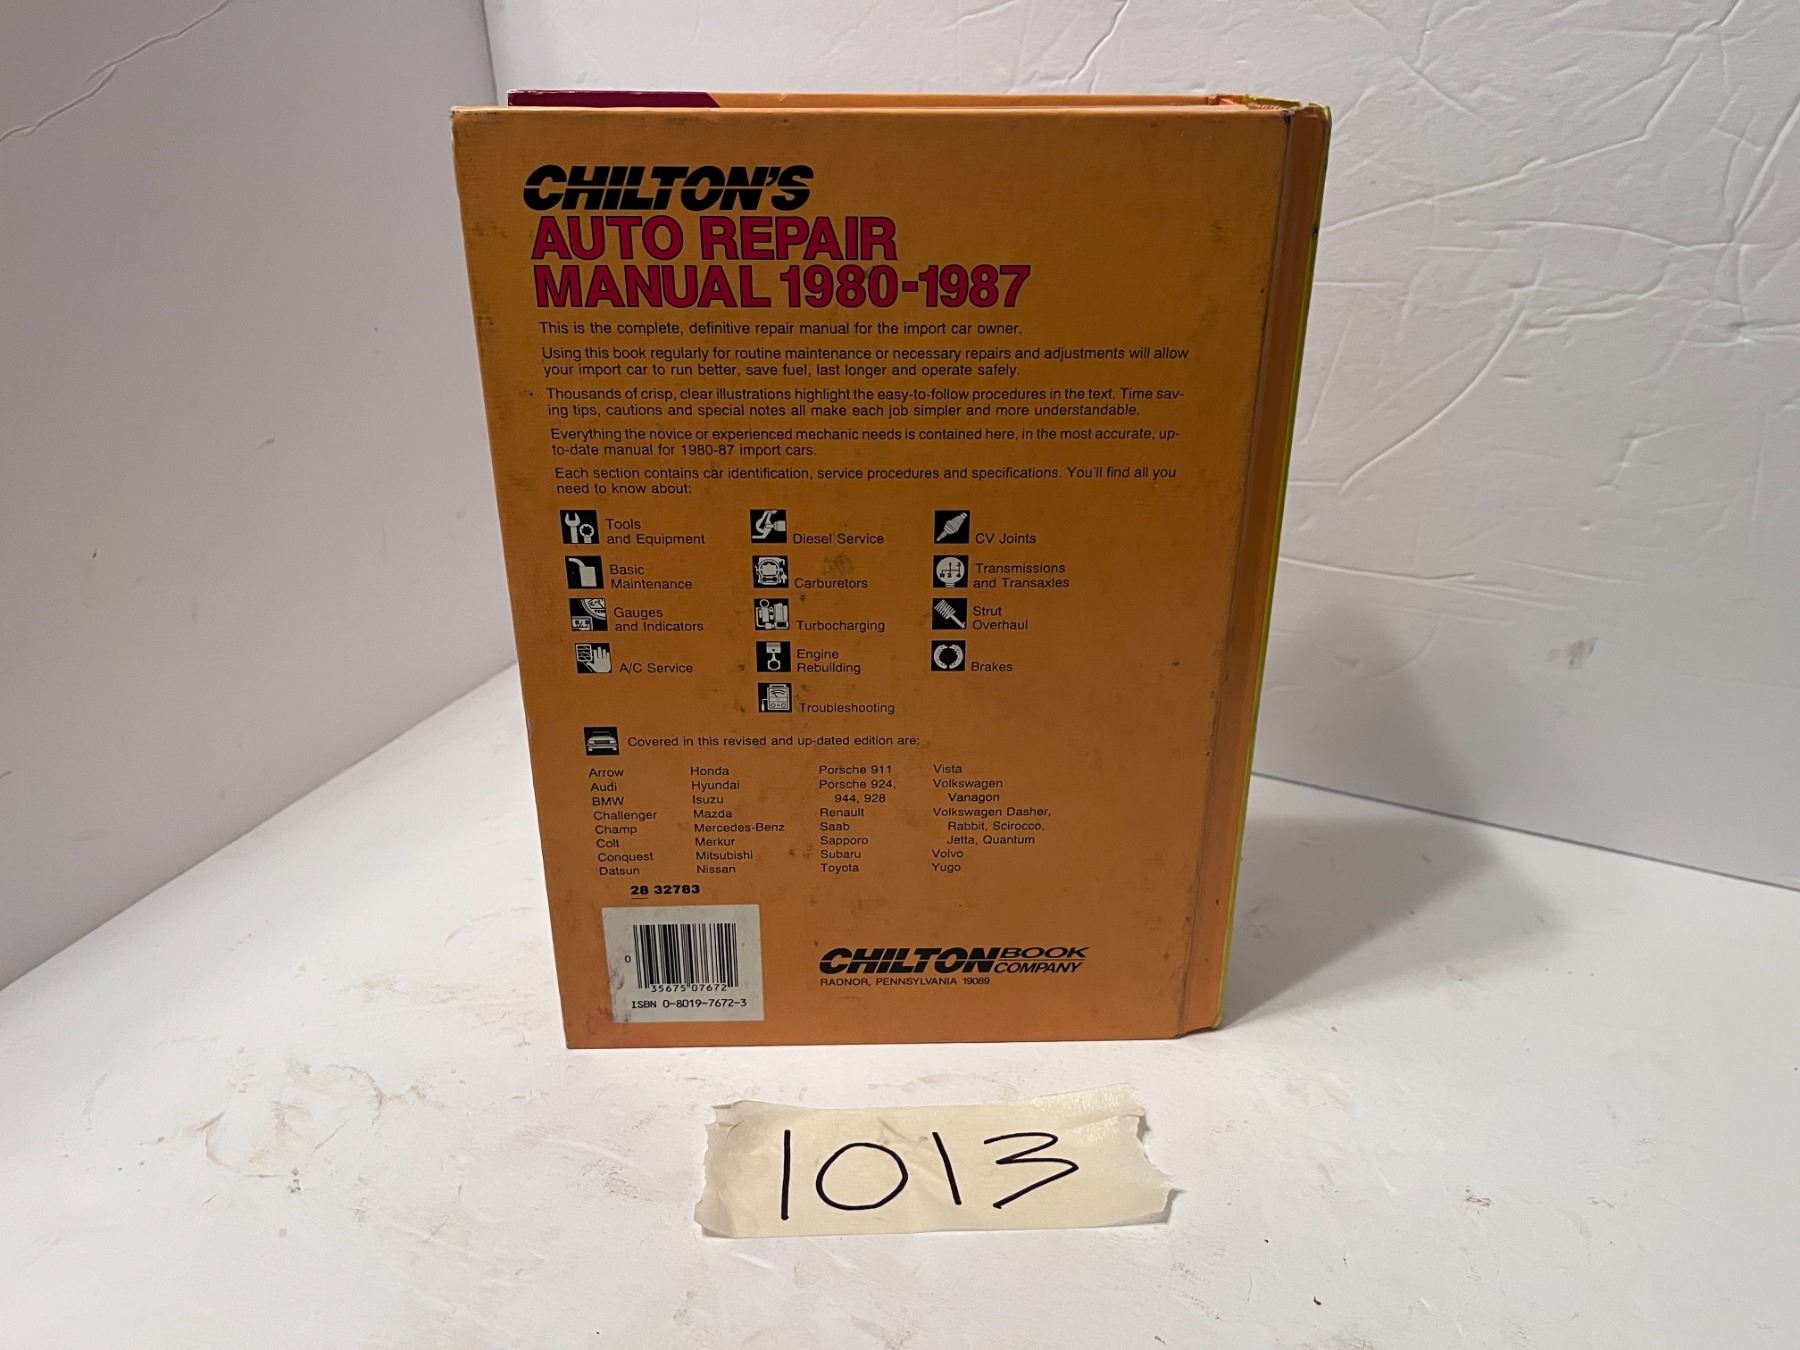 CHILTON'S
AUTO REPAIR
MANUAL 1980-1987
This is the complete, definitive repair manual for the import car owner.
Using this book regularly for routine maintenance or necessary repairs and adjustments will allow
your import car to run better, save fuel, last longer and operate safely.
Thousands of crisp, clear illustrations highlight the easy-to-follow procedures in the text. Time sav-
ing tips, cautions and special notes all make each job simpler and more understandable.
Everything the novice or experienced mechanic needs is contained here, in the most accurate, up-
to-date manual for 1980-87 import cars.
Each section contains car identification, service procedures and specifications. You'll find all you
need to know about:
Tools
and Equipment
Basic
Maintenance
Gauges
and Indicators
A/C Service
Diesel Service
Carburetors
Turbocharging
Engine
Rebuilding
Troubleshooting
CV Joints
Transmissions
and Transaxles
Strut
Overhaul
Brakes
Covered in this revised and up-dated edition are:
Arrow
Audi
BMW
Challenger
Champ
Colt
Conquest
Datsun
Honda
Hyundai
Isuzu
Mazda
Mercedes-Benz
Merkur
Mitsubishi
Nissan
Porsche 911
Porsche 924,
944, 928
Renault
Saab
Sapporo
Subaru
Toyota
Vista
Volkswagen
Vanagon
Volkswagen Dasher,
Rabbit, Scirocco,
Jetta, Quantum
Volvo
Yugo
28 32783
0 35675 07672
ISBN 0-8019-7672-3
CHILTON BOOK
COMPANY
RADNOR, PENNSYLVANIA 19089
1013